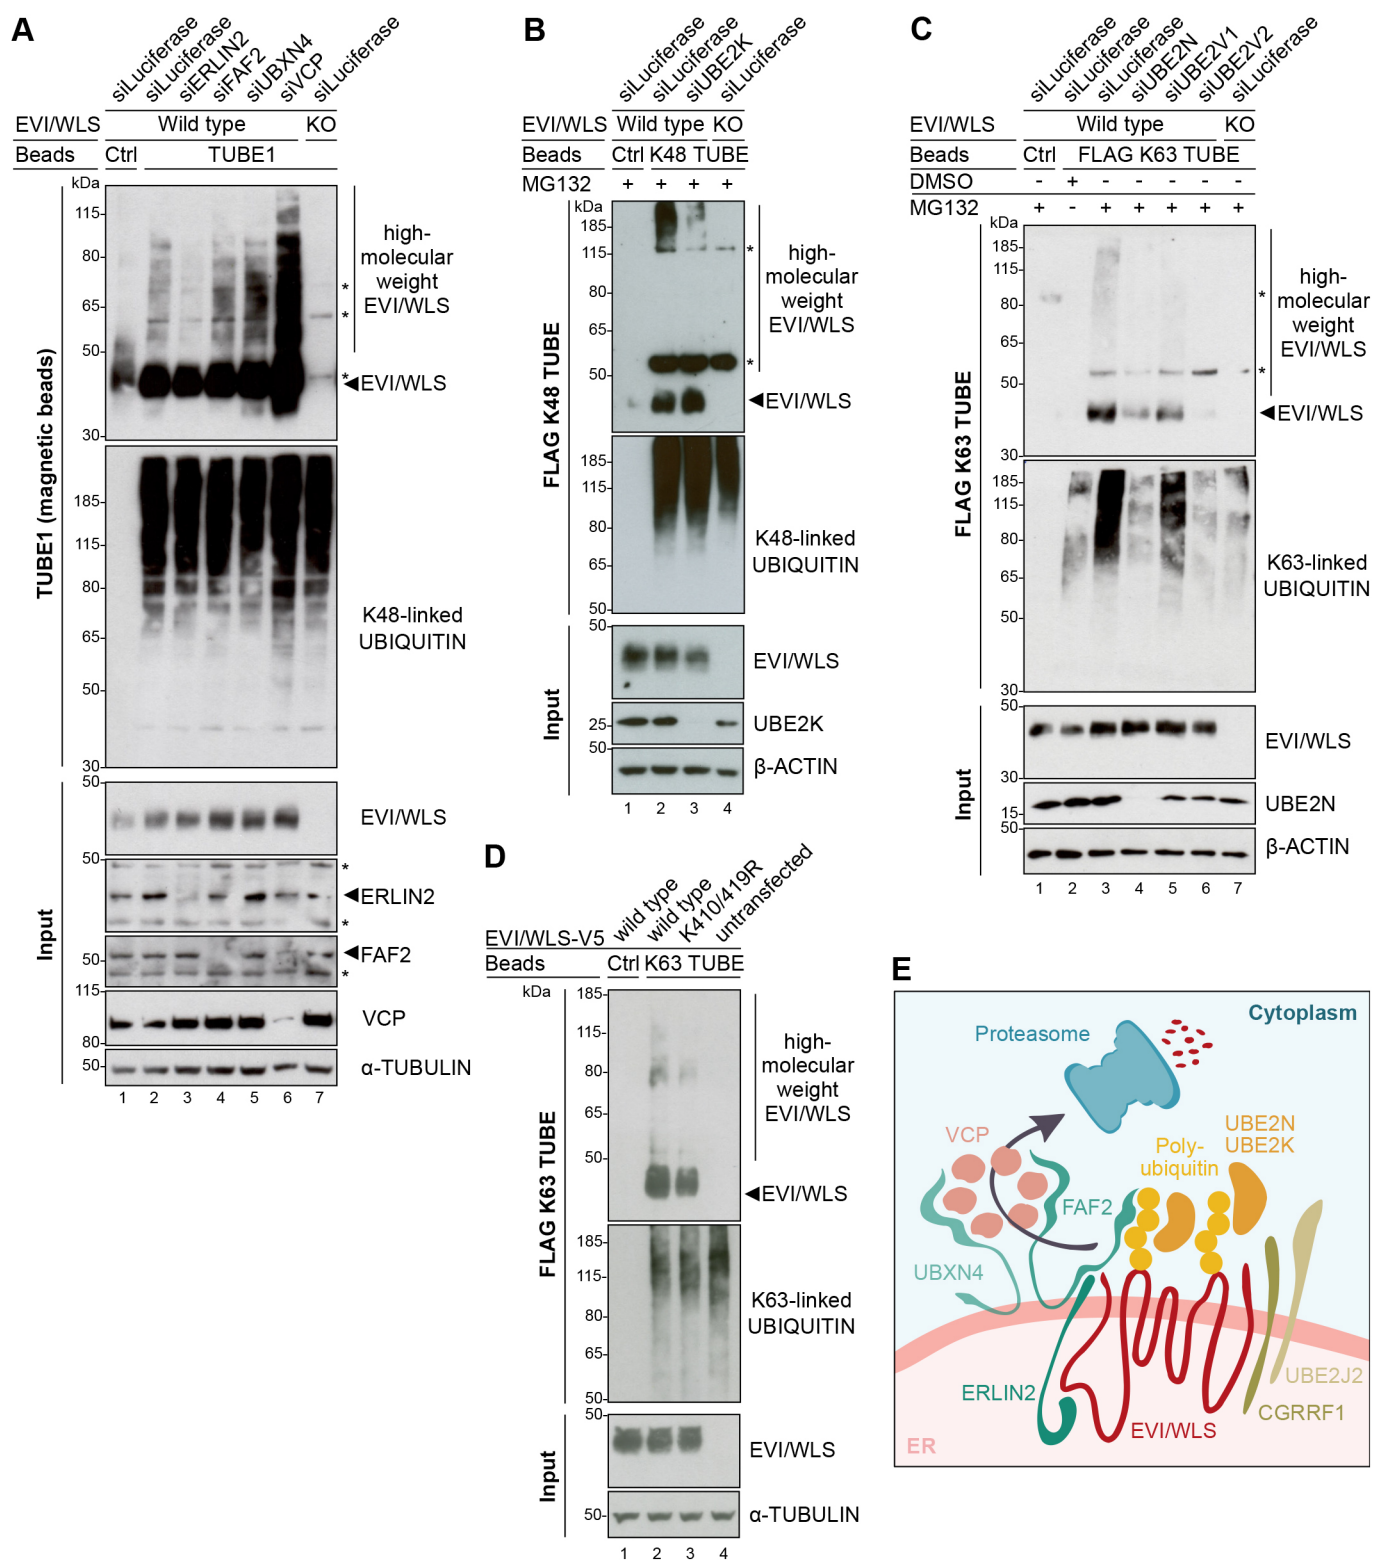 A
siLuciferase
siLuciferase
siERLIN2
siFAF2
siUBXN4
siVCP
siLuciferase
EVI/WLS
Wild type
KO
Beads
Ctrl
TUBE1
kDa
115
80
65
50
30
high-
molecular
weight
EVI/WLS
*
*
*
EVI/WLS
TUBE1 (magnetic beads)
185
115
80
65
50
30
K48-linked
UBIQUITIN
Input
50
EVI/WLS
50
*
ERLIN2
*
50
FAF2
*
115
80
VCP
50
α-TUBULIN
1 2 3 4 5 6 7
B
siLuciferase
siLuciferase
siUBE2K
siLuciferase
EVI/WLS
Wild type
KO
Beads
Ctrl
K48 TUBE
MG132
+ + + +
kDa
185
115
80
65
50
*
high-
molecular
weight
EVI/WLS
*
EVI/WLS
FLAG K48 TUBE
185
115
80
65
50
K48-linked
UBIQUITIN
Input
50
EVI/WLS
25
UBE2K
50
β-ACTIN
1 2 3 4
C
siLuciferase
siLuciferase
siLuciferase
siUBE2N
siUBE2V1
siUBE2V2
siLuciferase
EVI/WLS
Wild type
KO
Beads
Ctrl
FLAG K63 TUBE
DMSO
- + - - - - -
MG132
+ - + + + + +
kDa
185
115
80
65
50
30
high-
molecular
weight
EVI/WLS
*
*
EVI/WLS
FLAG K63 TUBE
185
115
80
65
50
30
K63-linked
UBIQUITIN
Input
50
30
EVI/WLS
15
UBE2N
50
β-ACTIN
1 2 3 4 5 6 7
D
wild type
wild type
K410/419R
untransfected
EVI/WLS-V5
Beads
Ctrl
K63 TUBE
kDa
185
115
80
65
50
high-
molecular
weight
EVI/WLS
EVI/WLS
FLAG K63 TUBE
185
115
80
65
50
K63-linked
UBIQUITIN
Input
50
EVI/WLS
50
α-TUBULIN
1 2 3 4
E
Cytoplasm
Proteasome
UBE2N
UBE2K
VCP
Poly-
ubiquitin
FAF2
UBXN4
ERLIN2
UBE2J2
CGRRF1
EVI/WLS
ER